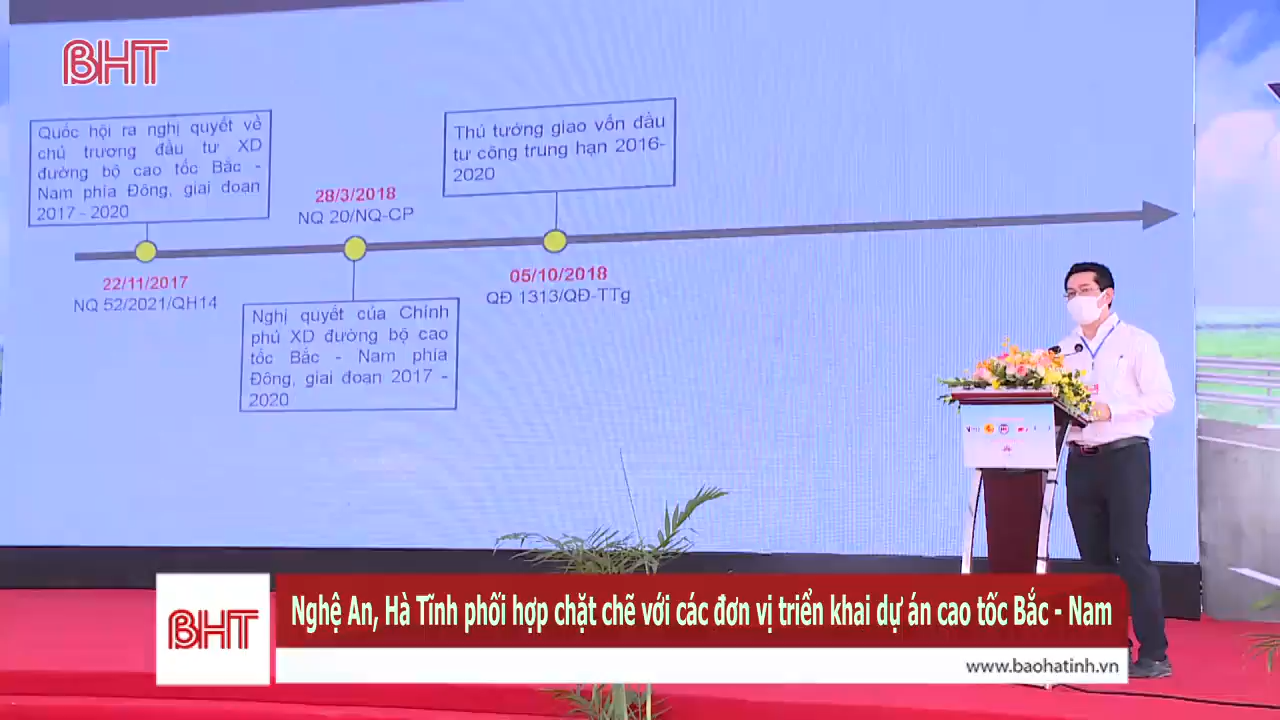 BHT
Quốc hội ra nghị quyết về
chủ trương đầu tư XD
đường bộ cao tốc Bắc -
Nam phía Đông, giai đoạn
2017 - 2020
22/11/2017
NQ 52/2021/QH14
28/3/2018
NQ 20/NQ-CP
Nghị quyết của Chính
phủ XD đường bộ cao
tốc Bắc - Nam phía
Đông, giai đoạn 2017 -
2020
Thủ tướng giao vốn đầu
tư công trung hạn 2016-
2020
05/10/2018
QĐ 1313/QĐ-TTg
BHT
Nghệ An, Hà Tĩnh phối hợp chặt chẽ với các đơn vị triển khai dự án cao tốc Bắc - Nam
www.baohatinh.vn